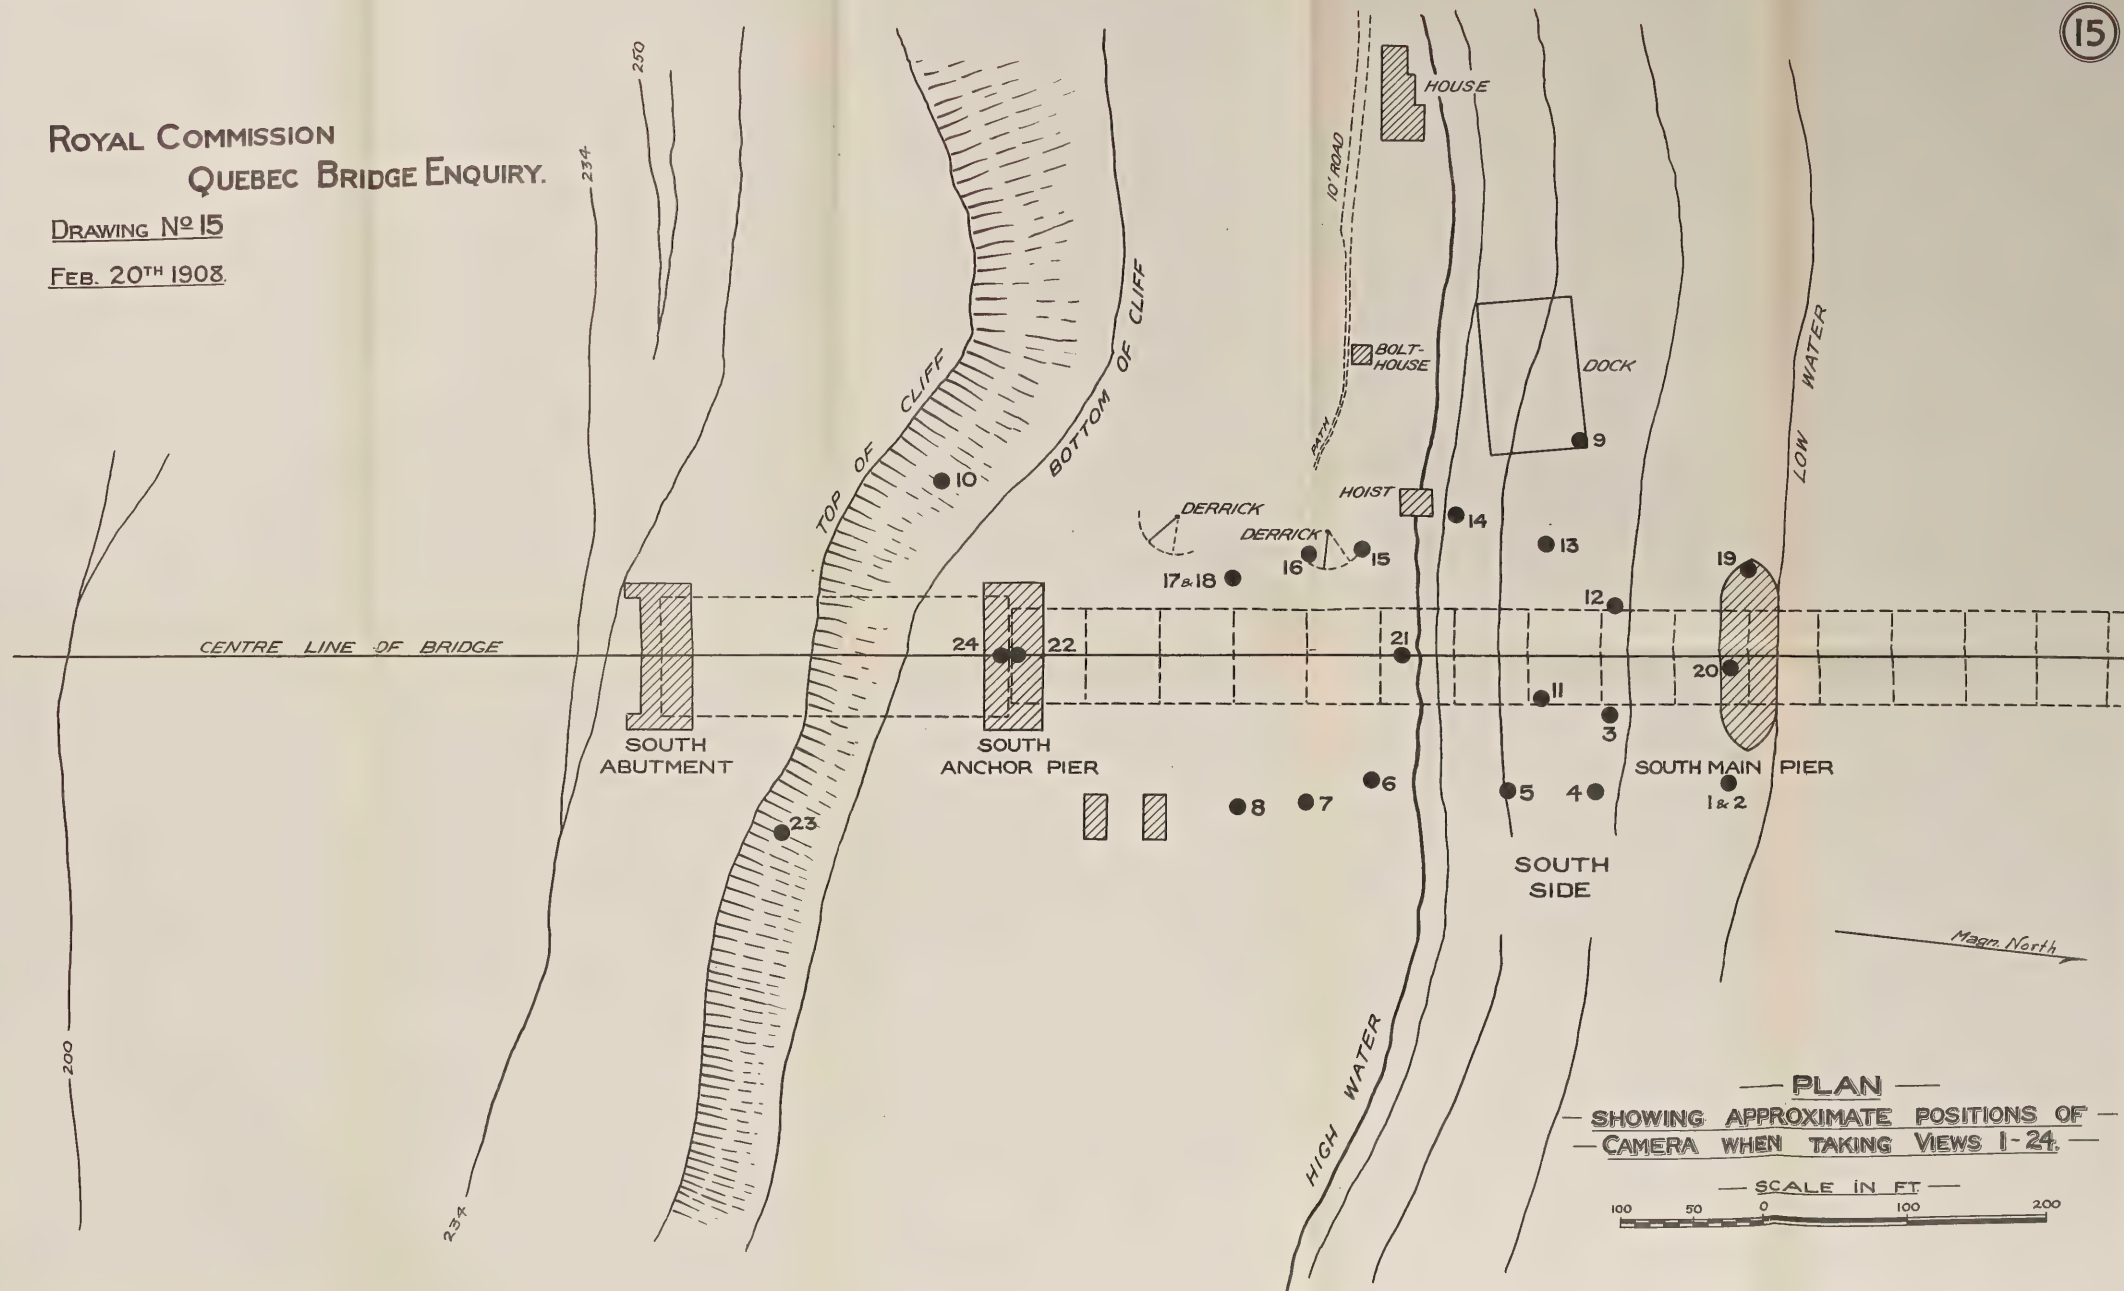 15
ROYAL COMMISSION
QUEBEC BRIDGE ENQUIRY.
DRAWING Nº 15
FEB. 20TH 1908.
250
234
HOUSE
10' ROAD
BOLT-
HOUSE
PATH
DOCK
9
LOW WATER
TOP OF CLIFF
BOTTOM OF CLIFF
10
DERRICK
DERRICK
HOIST
14
13
15
16
17 & 18
19
12
CENTRE LINE OF BRIDGE
24
22
21
20
11
3
SOUTH
ABUTMENT
SOUTH
ANCHOR PIER
SOUTH MAIN PIER
1 & 2
6
5
4
8
7
23
SOUTH
SIDE
Magn. North
200
234
HIGH WATER
PLAN
SHOWING APPROXIMATE POSITIONS OF
CAMERA WHEN TAKING VIEWS 1-24.
SCALE IN FT.
100 50 0 100 200